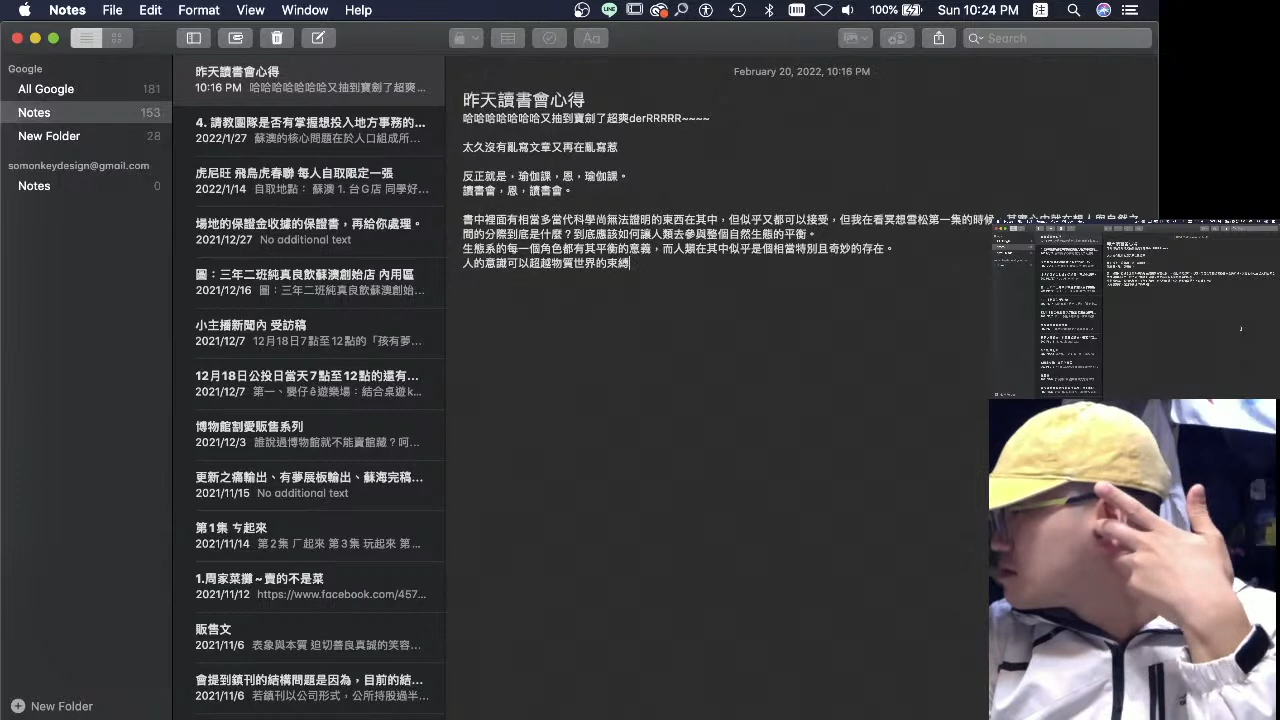 Notes File Edit Format View Window Help 100% Sun 10:24 PM 注
Search
Google
All Google 181
Notes 153
New Folder 28
somonkeydesign@gmail.com
Notes 0
New Folder
昨天讀書會心得
10:16 PM 哈哈哈哈哈哈哈又抽到寶劍了超爽...
4. 請教團隊是否有掌握想投入地方事務的...
2022/1/27 蘇澳的核心問題在於人口組成所...
虎尼旺 飛鳥虎春聯 每人自取限定一張
2022/1/14 自取地點： 蘇澳 1. 台G店 同學好...
場地的保證金收據的保證書，再給你處理。
2021/12/27 No additional text
圖：三年二班純真的歌蘇澳創始店 內用區
2021/12/16 圖：三年二班純真的歌蘇澳創始...
小主播新聞內 受訪稿
2021/12/7 12月18日7點至12點的「孩有夢...
12月18日公投日當天７點至12點的還有...
2021/12/7 第一、嬰仔ê遊樂場：結合桌遊k...
博物館割愛販售系列
2021/12/3 誰說過博物館就不能賣館藏？呵...
更新之痛輸出、有夢展板輸出、蘇海完稿...
2021/11/15 No additional text
第1集 ㄘ起來
2021/11/14 第2集 ㄏ起來 第3集 玩起來 第...
1.周家菜攤～賣的不是菜
2021/11/12 https://www.facebook.com/457...
販售文
2021/11/6 表象與本質 迫切善良真誠的笑容...
會提到鎮刊的結構問題是因為，目前的結...
2021/11/6 若鎮刊以公司形式，公所持股過半...
February 20, 2022, 10:16 PM
昨天讀書會心得
哈哈哈哈哈哈哈又抽到寶劍了超爽derRRRRR~~~~
太久沒有亂寫文章又再在亂寫惹
反正就是，瑜伽課，恩，瑜伽課。
讀書會，恩，讀書會。
書中裡面有相當多當代科學尚無法證明的東西在其中，但似乎又都可以接受，但我在看冥想雪松第一集的時候，其實心中就在想人與自然之
間的分際到底是什麼？到底應該如何讓人類去參與整個自然生態的平衡。
生態系的每一個角色都有其平衡的意義，而人類在其中似乎是個相當特別且奇妙的存在。
人的意識可以超越物質世界的束縛